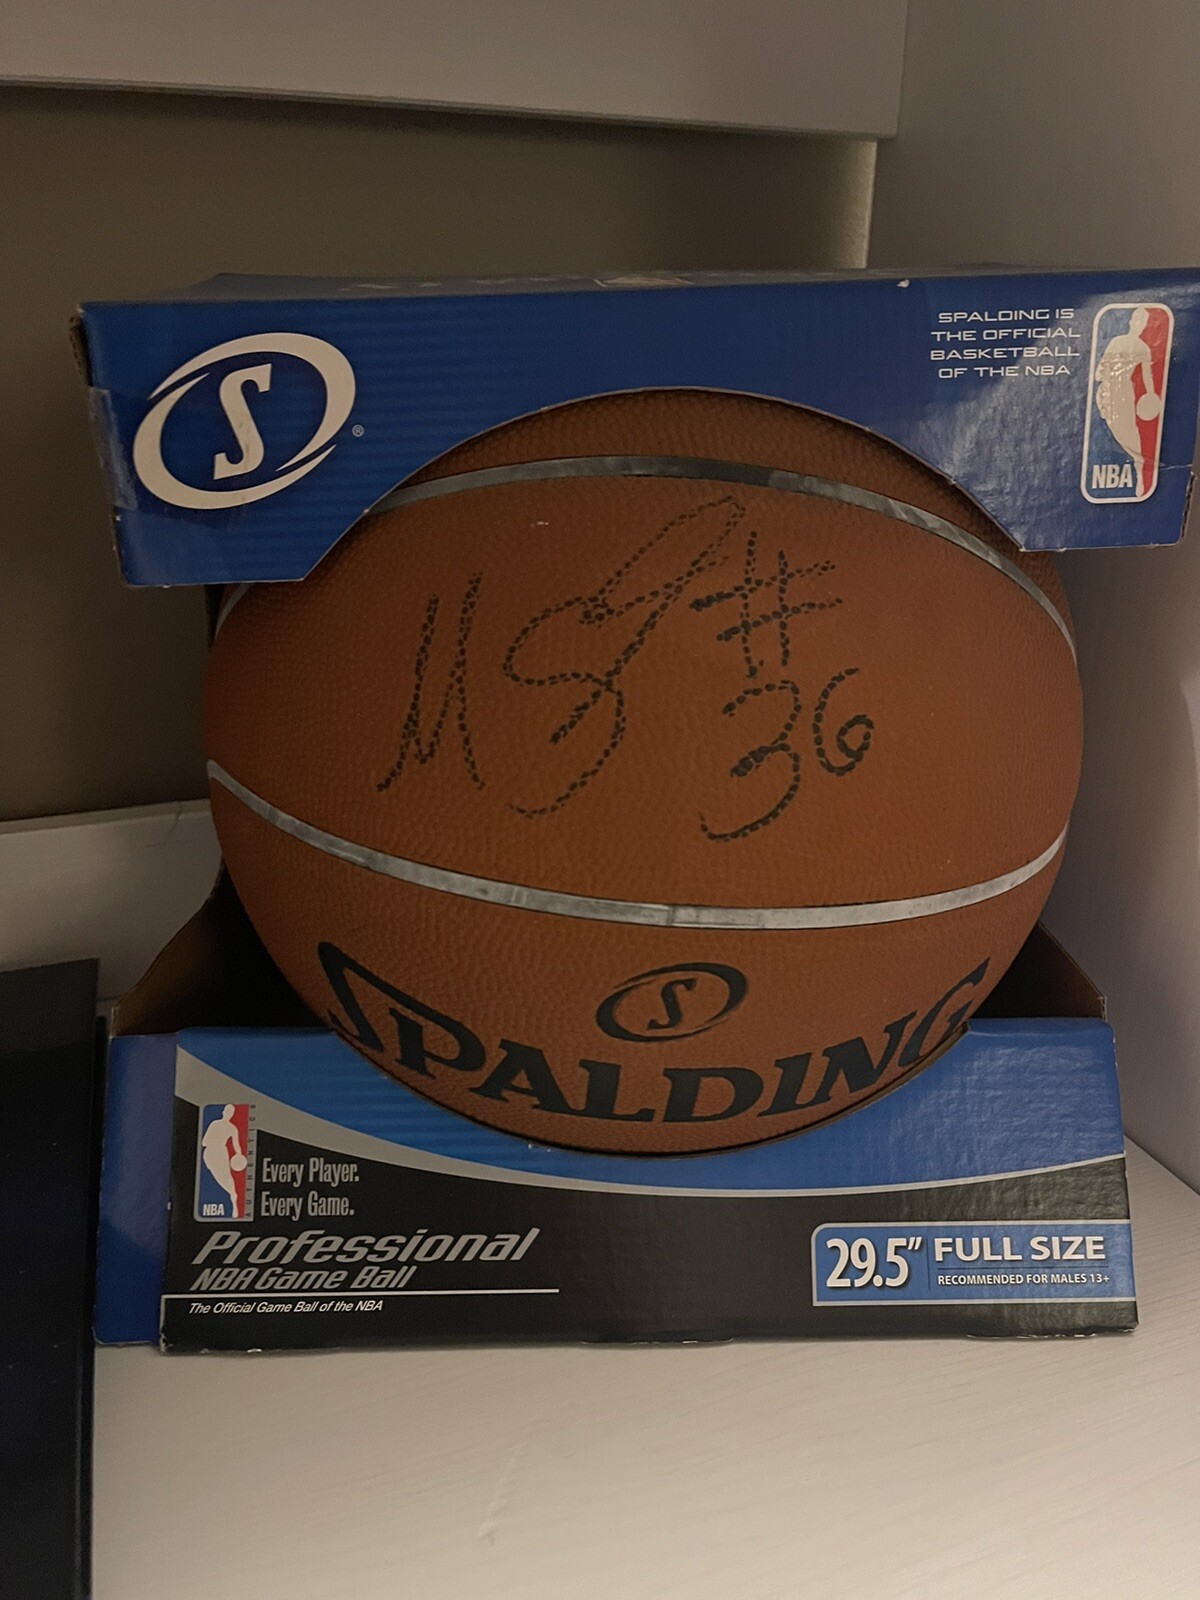 S
®
SPALDING IS
THE OFFICIAL
BASKETBALL
OF THE NBA
NBA
#
36
S
SPALDING
NBA
AUTHENTICS
Every Player.
Every Game.
Professional
NBA Game Ball
The Official Game Ball of the NBA
29.5" FULL SIZE
RECOMMENDED FOR MALES 13+